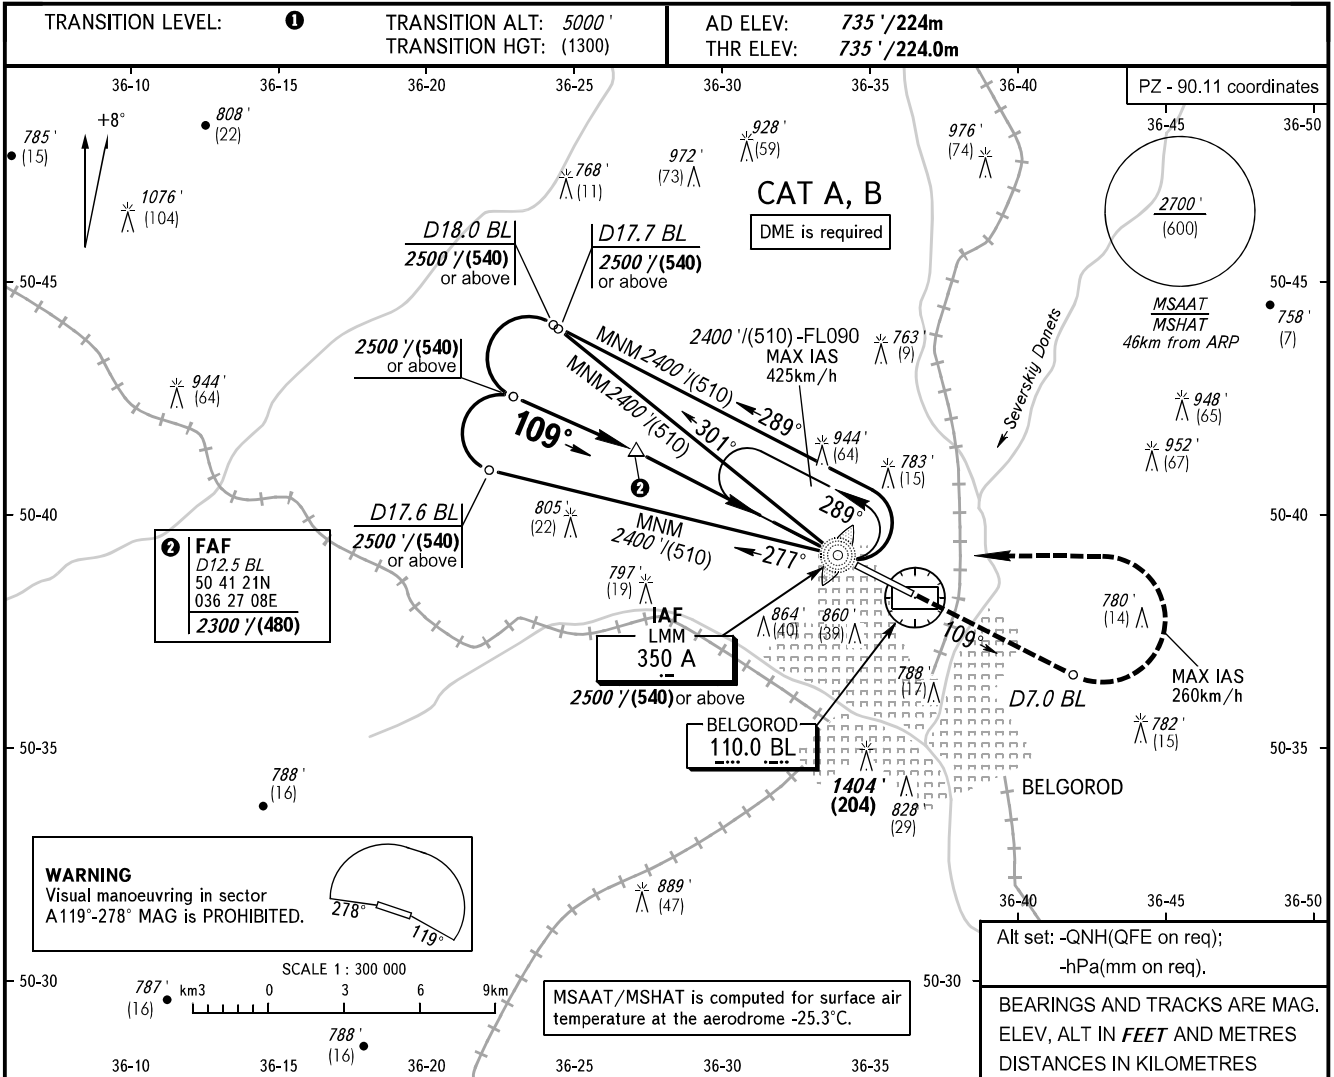 TRANSITION LEVEL: 1
TRANSITION ALT: 5000 '
TRANSITION HGT: (1300)
AD ELEV: 735 '/224m
THR ELEV: 735 '/224.0m
36-10 36-15 36-20 36-25 36-30 36-35 36-40
PZ - 90.11 coordinates
36-45 36-50
+8°
785 '
(15)
808 '
(22)
1076 '
(104)
768 '
(11)
972 '
(73)
928 '
(59)
976 '
(74)
CAT A, B
DME is required
2700 '
(600)
MSAAT
MSHAT
46km from ARP
758 '
(7)
50-45
50-45
D18.0 BL
2500 '/(540)
or above
D17.7 BL
2500 '/(540)
or above
2500 '/(540)
or above
MNM 2400 '/(510)
289°
MNM 2400 '/(510)
301°
2400 '/(510)-FL090
MAX IAS
425km/h
763 '
(9)
Severskiy Donets
944 '
(64)
948 '
(65)
952 '
(67)
109°
2
944 '
(64)
783 '
(15)
289°
50-40
50-40
D17.6 BL
2500 '/(540)
or above
805 '
(22)
MNM
2400 '/(510)
277°
2 FAF
D12.5 BL
50 41 21N
036 27 08E
2300 '/(480)
797 '
(19)
IAF
LMM
350 A
2500 '/(540) or above
864 '
(40)
860 '
(39)
109°
780 '
(14)
MAX IAS
260km/h
788 '
(17)
D7.0 BL
782 '
(15)
BELGOROD
110.0 BL
50-35
50-35
1404 '
(204)
828 '
(29)
BELGOROD
788 '
(16)
WARNING
Visual manoeuvring in sector
A119°-278° MAG is PROHIBITED.
278°
119°
889 '
(47)
36-40 36-45 36-50
50-30
50-30
787 '
(16)
SCALE 1 : 300 000
km3 0 3 6 9km
788 '
(16)
MSAAT/MSHAT is computed for surface air
temperature at the aerodrome -25.3°C.
Alt set: -QNH(QFE on req);
-hPa(mm on req).
BEARINGS AND TRACKS ARE MAG.
ELEV, ALT IN FEET AND METRES
DISTANCES IN KILOMETRES
36-10 36-15 36-20 36-25 36-30 36-35